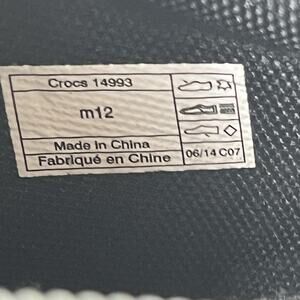 Crocs 14993
m12
Made in China
Fabriqué en Chine
06/14 C07